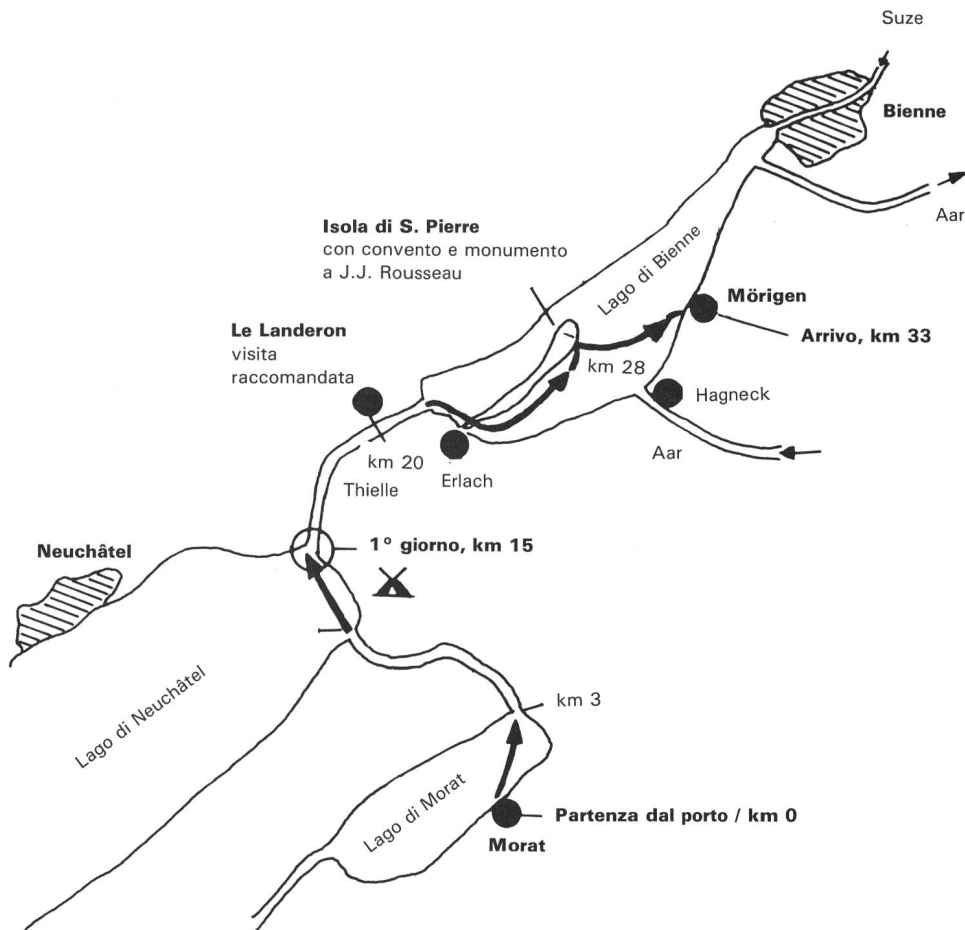 Suze
Bienne
Aar
Isola di S. Pierre
con convento e monumento
a J.J. Rousseau
Lago di Bienne
Mörigen
Arrivo, km 33
Le Landeron
visita
raccomandata
km 28
Hagneck
Aar
km 20
Erlach
Thielle
Neuchâtel
1° giorno, km 15
Lago di Neuchâtel
km 3
Lago di Morat
Partenza dal porto / km 0
Morat